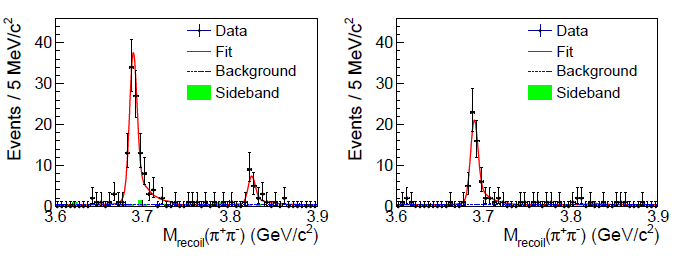 Events / 5 MeV/c²
40
30
20
10
0
3.6
3.7
3.8
3.9
Data
Fit
Background
Sideband
M_recoil(π⁺π⁻) (GeV/c²)
Events / 5 MeV/c²
40
30
20
10
0
3.6
3.7
3.8
3.9
Data
Fit
Background
Sideband
M_recoil(π⁺π⁻) (GeV/c²)